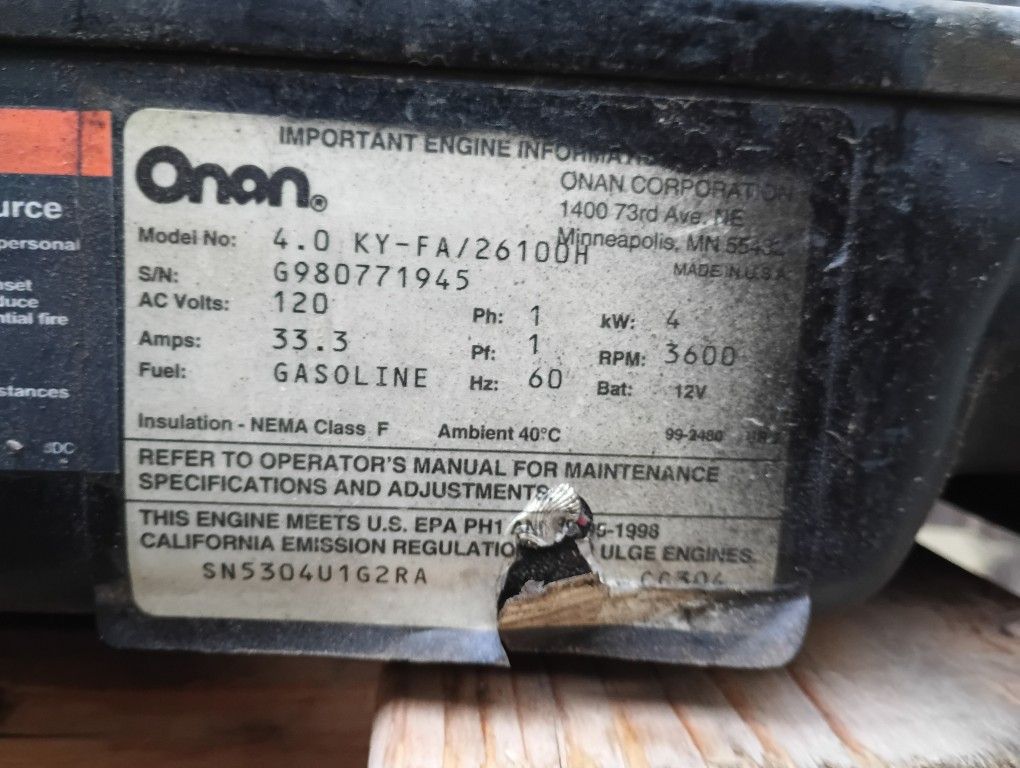 urce
personal
set
duce
ntial fire
stances
IMPORTANT ENGINE
Onan®
ONAN CORPORATION
1400 73rd Ave. NE
Minneapolis, MN
MADE IN U.S.A.
Model No: 4.0 KY-FA/26100H
S/N: G980771945
AC Volts: 120 Ph: 1 kW: 4
Amps: 33.3 Pf: 1 RPM: 3600
Fuel: GASOLINE Hz: 60 Bat: 12V
Insulation - NEMA Class F Ambient 40°C 99-2480
REFER TO OPERATOR'S MANUAL FOR MAINTENANCE
SPECIFICATIONS AND ADJUSTMENTS
THIS ENGINE MEETS U.S. EPA PH1 -1998
CALIFORNIA EMISSION REGULATIO ULGE ENGINES.
SN5304U1G2RA